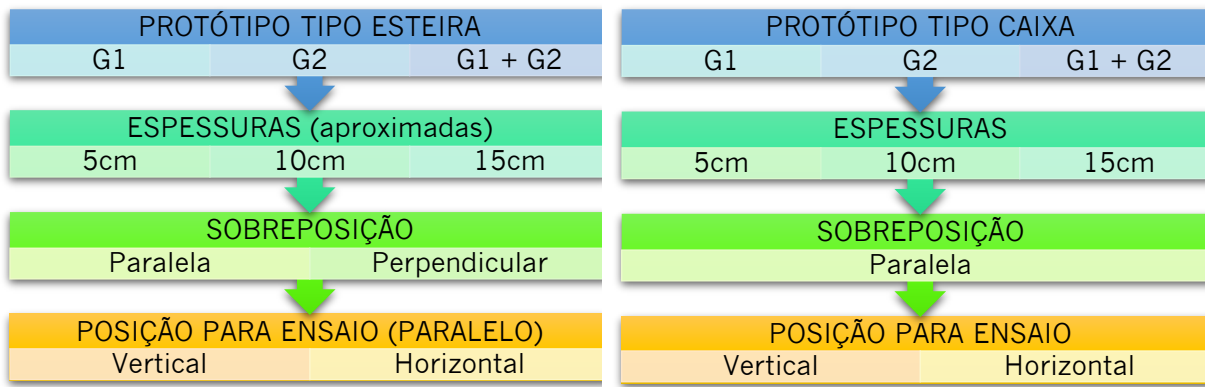 PROTÓTIPO TIPO ESTEIRA
G1 G2 G1 + G2
ESPESSURAS (aproximadas)
5cm 10cm 15cm
SOBREPOSIÇÃO
Paralela Perpendicular
POSIÇÃO PARA ENSAIO (PARALELO)
Vertical Horizontal
PROTÓTIPO TIPO CAIXA
G1 G2 G1 + G2
ESPESSURAS
5cm 10cm 15cm
SOBREPOSIÇÃO
Paralela
POSIÇÃO PARA ENSAIO
Vertical Horizontal